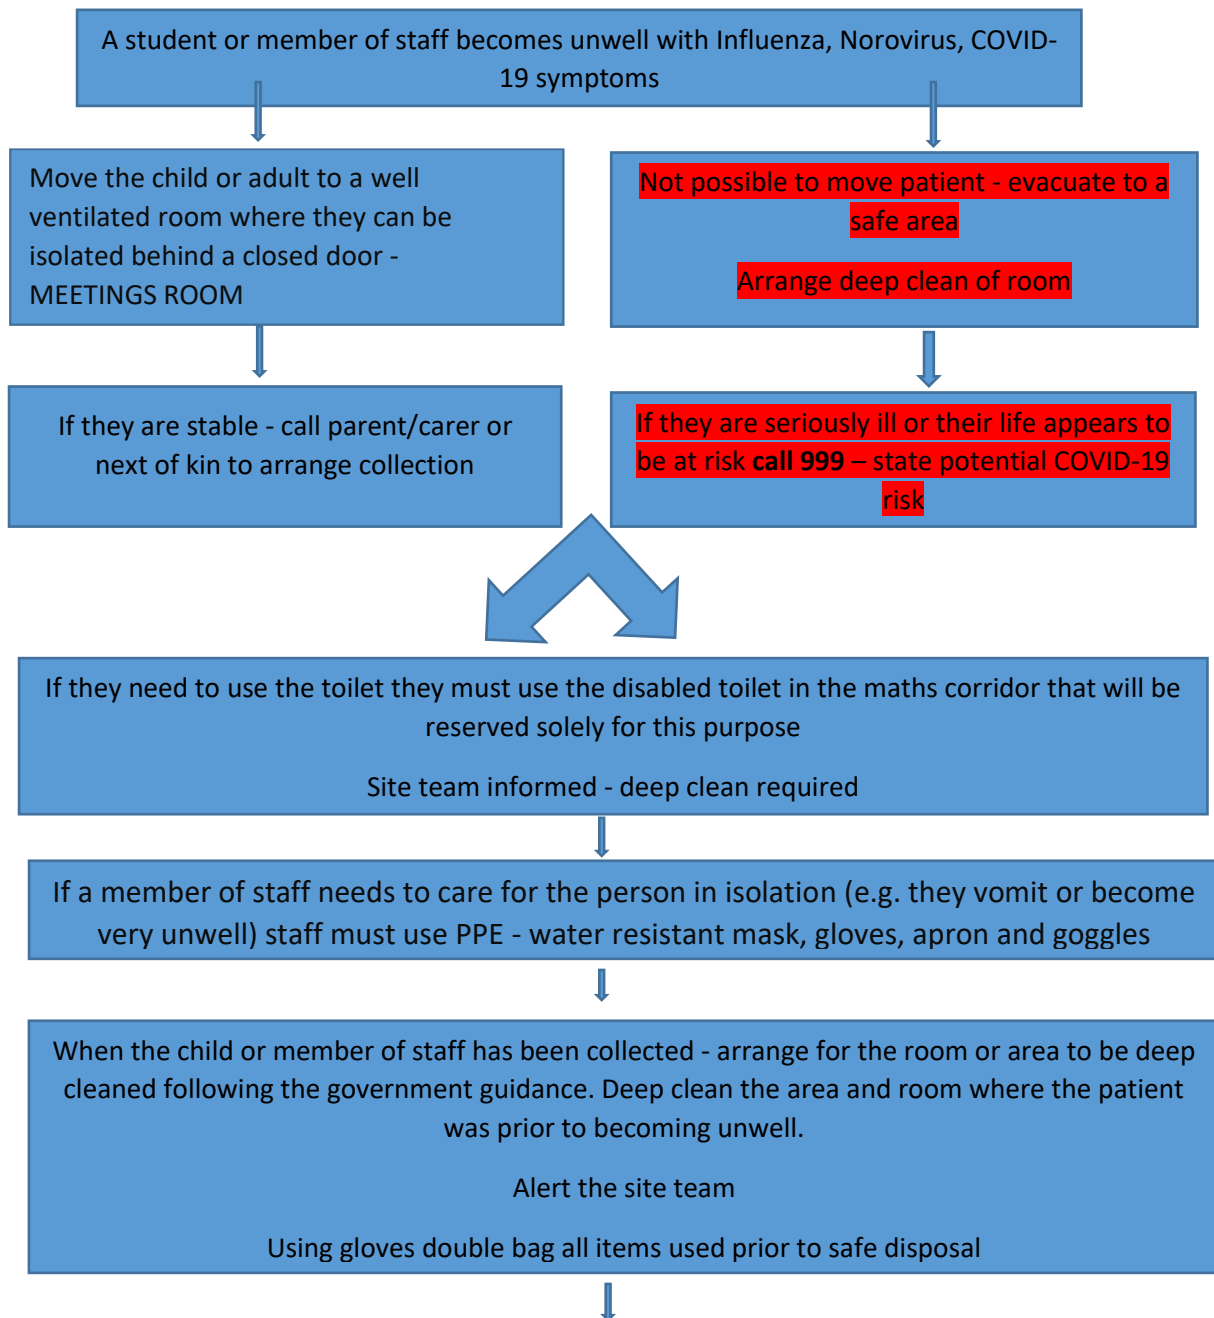 A student or member of staff becomes unwell with Influenza, Norovirus, COVID-
19 symptoms
Move the child or adult to a well
ventilated room where they can be
isolated behind a closed door -
MEETINGS ROOM
Not possible to move patient - evacuate to a
safe area
Arrange deep clean of room
If they are stable - call parent/carer or
next of kin to arrange collection
If they are seriously ill or their life appears to
be at risk call 999 – state potential COVID-19
risk
If they need to use the toilet they must use the disabled toilet in the maths corridor that will be
reserved solely for this purpose
Site team informed - deep clean required
If a member of staff needs to care for the person in isolation (e.g. they vomit or become
very unwell) staff must use PPE - water resistant mask, gloves, apron and goggles
When the child or member of staff has been collected - arrange for the room or area to be deep
cleaned following the government guidance. Deep clean the area and room where the patient
was prior to becoming unwell.
Alert the site team
Using gloves double bag all items used prior to safe disposal